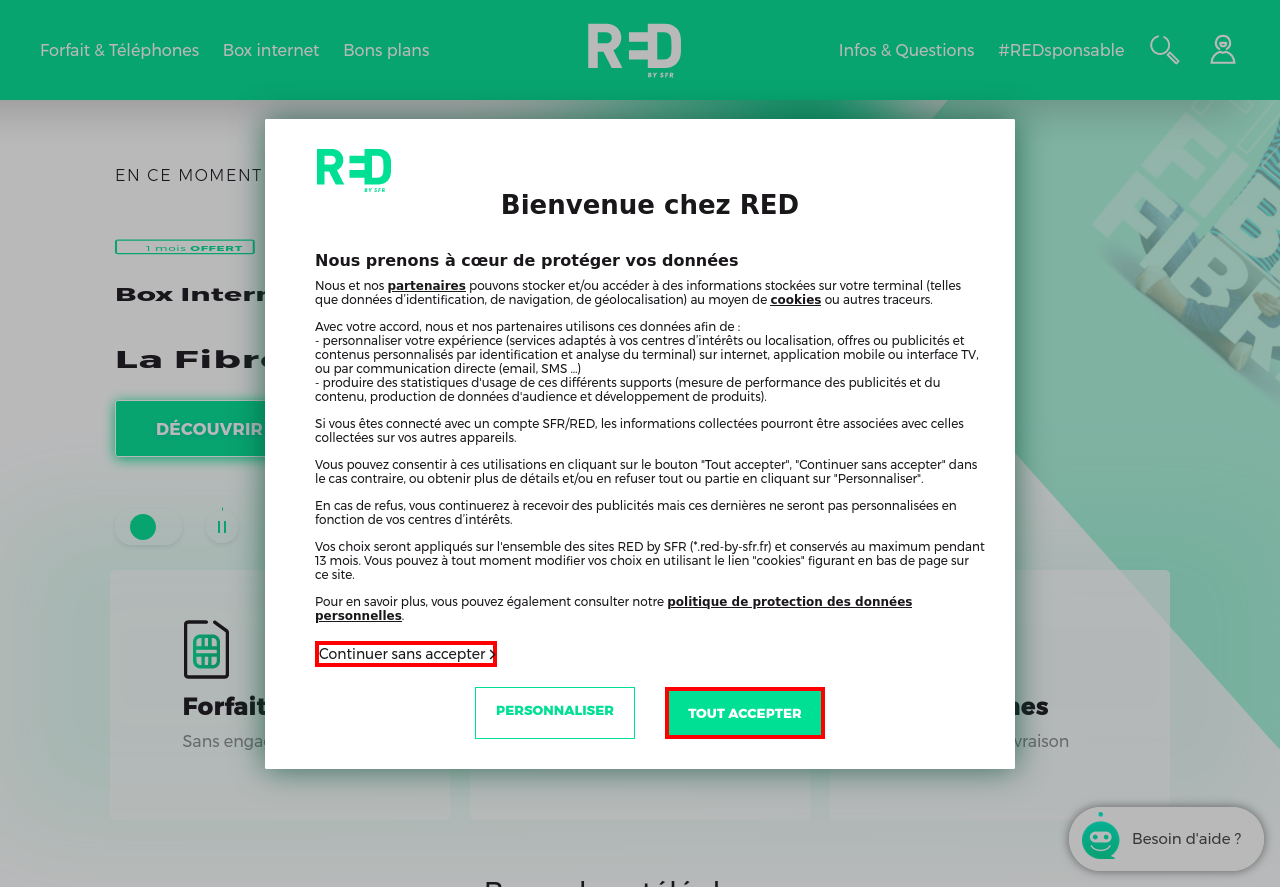 Forfait & Téléphones Box internet Bons plans
RED
BY SFR
Infos & Questions #REDsponsable
EN CE MOMENT
1 mois OFFERT
Box Intern
La Fibre
DÉCOUVRIR
RED
BY SFR
Bienvenue chez RED
Nous prenons à cœur de protéger vos données
Nous et nos partenaires pouvons stocker et/ou accéder à des informations stockées sur votre terminal (telles
que données d'identification, de navigation, de géolocalisation) au moyen de cookies ou autres traceurs.
Avec votre accord, nous et nos partenaires utilisons ces données afin de :
- personnaliser votre expérience (services adaptés à vos centres d'intérêts ou localisation, offres ou publicités et
contenus personnalisés par identification et analyse du terminal) sur internet, application mobile ou interface TV,
ou par communication directe (email, SMS ...)
- produire des statistiques d'usage de ces différents supports (mesure de performance des publicités et du
contenu, production de données d'audience et développement de produits).
Si vous êtes connecté avec un compte SFR/RED, les informations collectées pourront être associées avec celles
collectées sur vos autres appareils.
Vous pouvez consentir à ces utilisations en cliquant sur le bouton "Tout accepter", "Continuer sans accepter" dans
le cas contraire, ou obtenir plus de détails et/ou en refuser tout ou partie en cliquant sur "Personnaliser".
En cas de refus, vous continuerez à recevoir des publicités mais ces dernières ne seront pas personnalisées en
fonction de vos centres d'intérêts.
Vos choix seront appliqués sur l'ensemble des sites RED by SFR (*.red-by-sfr.fr) et conservés au maximum pendant
13 mois. Vous pouvez à tout moment modifier vos choix en utilisant le lien "cookies" figurant en bas de page sur
ce site.
Pour en savoir plus, vous pouvez également consulter notre politique de protection des données
personnelles.
Continuer sans accepter >
PERSONNALISER
TOUT ACCEPTER
FIBRE
FIBR
Forfait
Sans enga
nes
vraison
Besoin d'aide ?